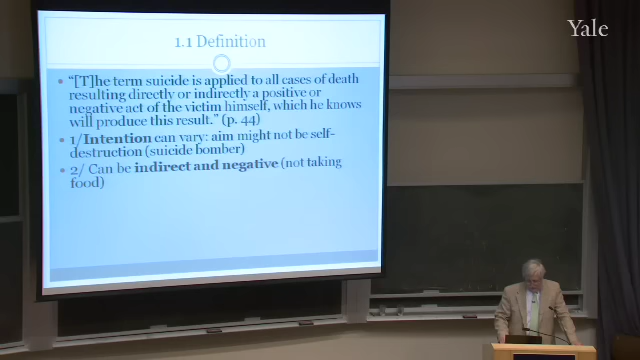 Yale
1.1 Definition
• "[T]he term suicide is applied to all cases of death
resulting directly or indirectly a positive or
negative act of the victim himself, which he knows
will produce this result." (p. 44)
• 1/ Intention can vary: aim might not be self-
destruction (suicide bomber)
• 2/ Can be indirect and negative (not taking
food)